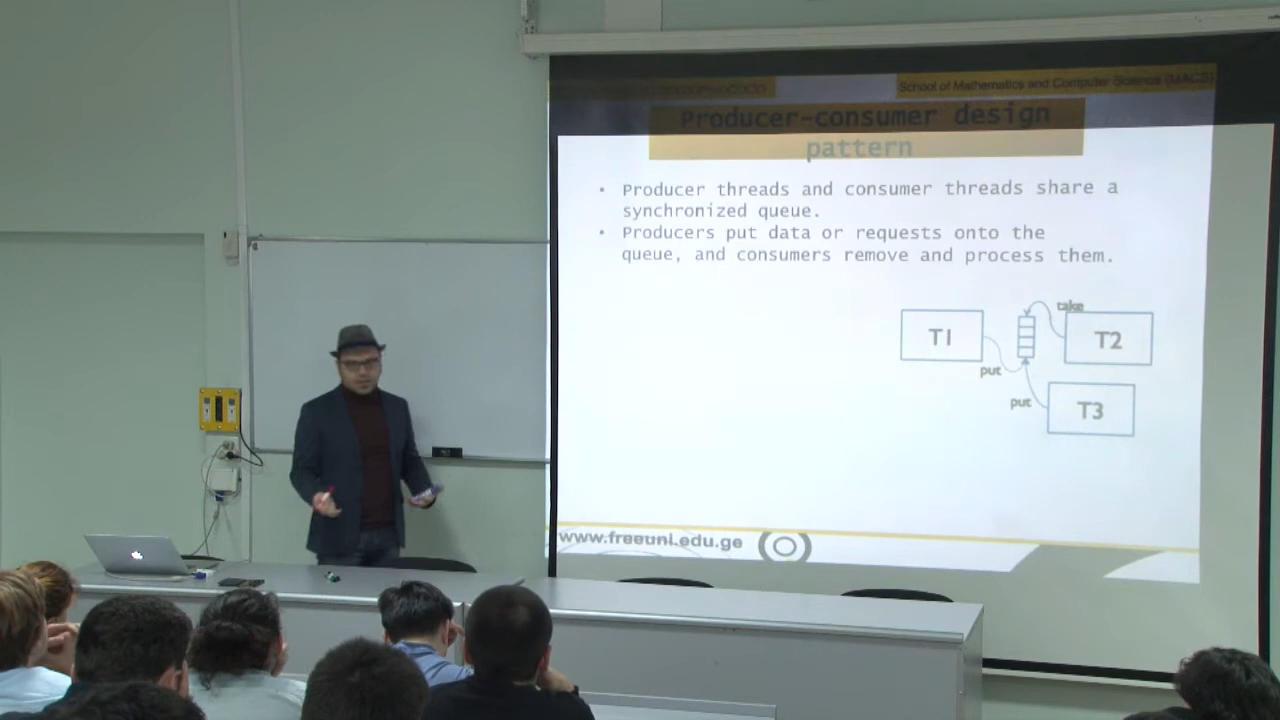 School of Mathematics and Computer Science (MACS)
Producer-consumer design
pattern
• Producer threads and consumer threads share a
synchronized queue.
• Producers put data or requests onto the
queue, and consumers remove and process them.
take
T1
T2
put
put
T3
www.freeuni.edu.ge